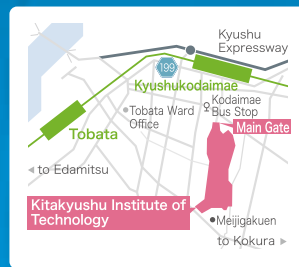 Kyushu
Expressway
199
Kyushukodaimae
Kodaimae
Bus Stop
Tobata Ward
Office
Main Gate
Tobata
to Edamitsu
Kitakyushu Institute of
Technology
Meijigakuen
to Kokura